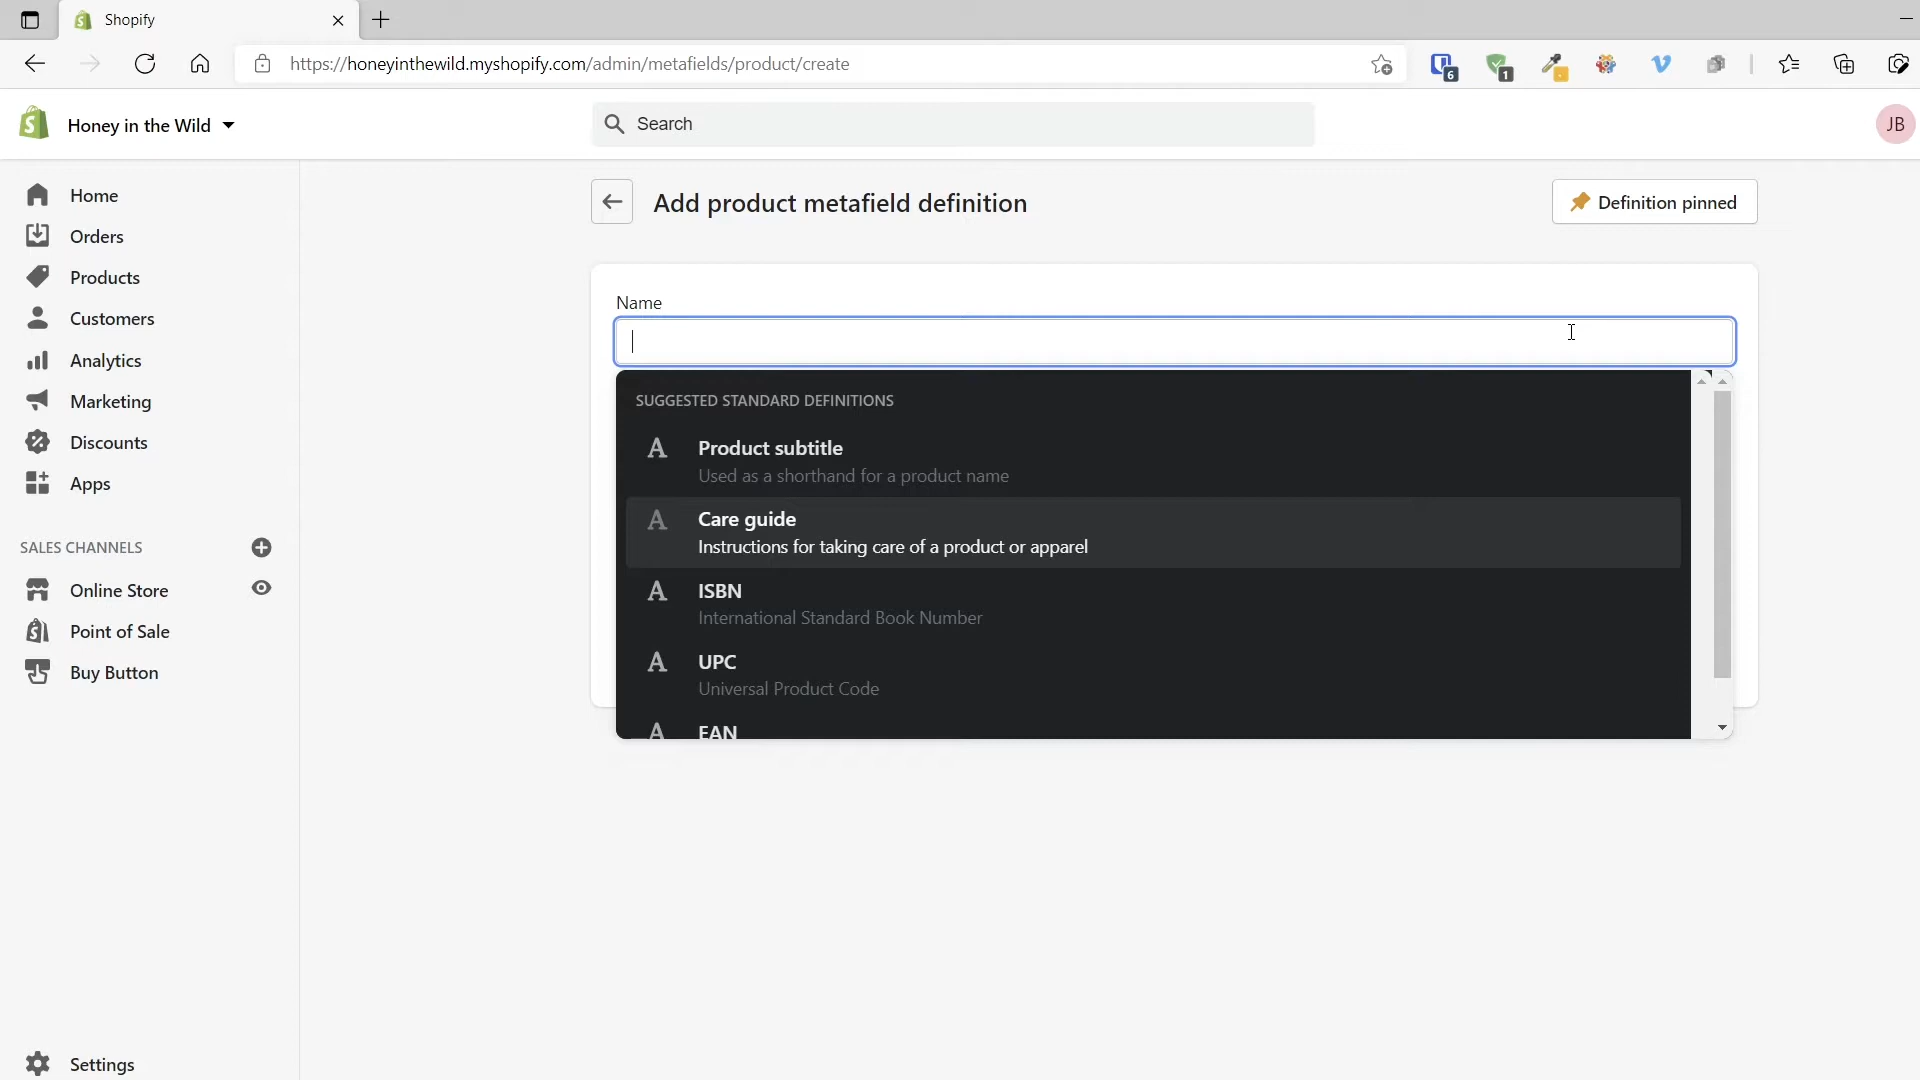 Shopify
https://honeyinthewild.myshopify.com/admin/metafields/product/create
6
1
Honey in the Wild
Search
JB
Home
Orders
Products
Customers
Analytics
Marketing
Discounts
Apps
SALES CHANNELS
Online Store
Point of Sale
Buy Button
Settings
Add product metafield definition
Definition pinned
Name
SUGGESTED STANDARD DEFINITIONS
A Product subtitle
Used as a shorthand for a product name
A Care guide
Instructions for taking care of a product or apparel
A ISBN
International Standard Book Number
A UPC
Universal Product Code
A EAN